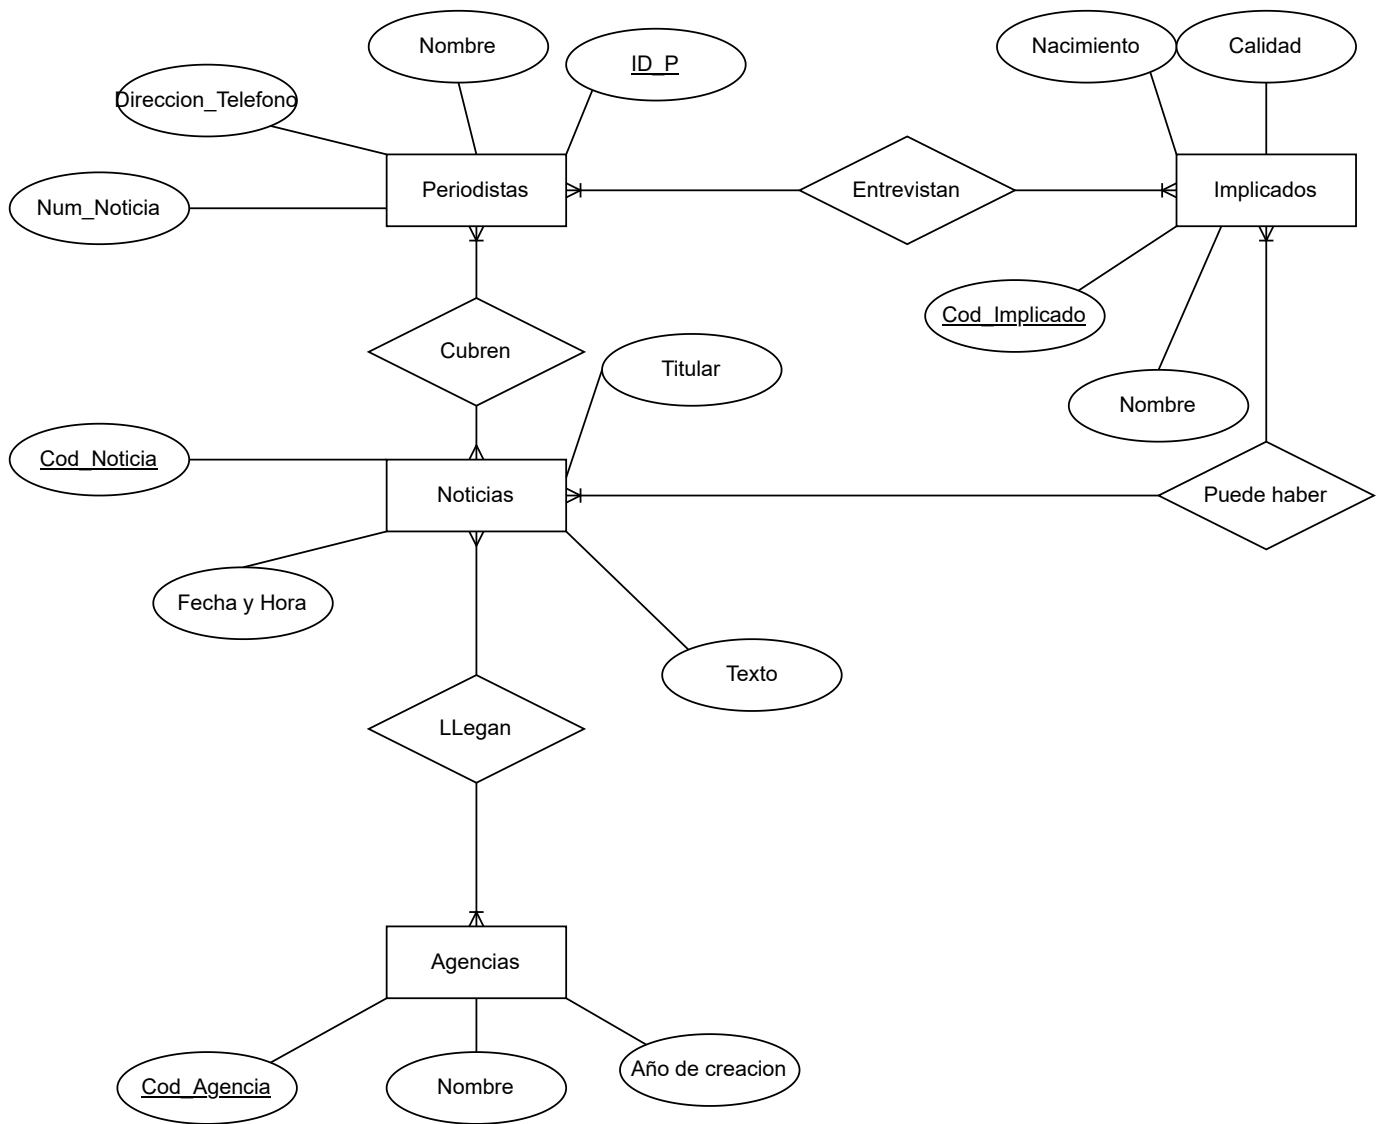 Nombre
Nacimiento
Calidad
ID_P
Direccion_Telefono
Periodistas
Entrevistan
Implicados
Num_Noticia
Cod_Implicado
Cubren
Titular
Nombre
Cod_Noticia
Noticias
Puede haber
Fecha y Hora
Texto
LLegan
Agencias
Año de creacion
Cod_Agencia
Nombre